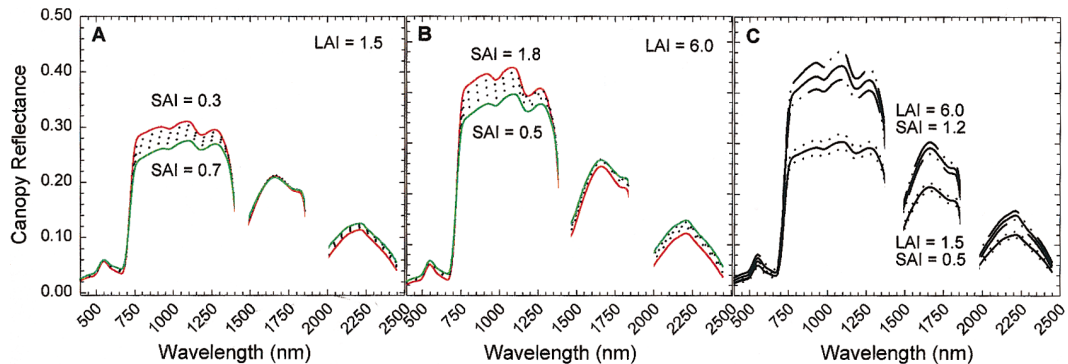 0.50
0.40
0.30
0.20
0.10
0.00
Canopy Reflectance
A
LAI = 1.5
SAI = 0.3
SAI = 0.7
500 750 1000 1250 1500 1750 2000 2250 2500
Wavelength (nm)
B
LAI = 6.0
SAI = 1.8
SAI = 0.5
500 750 1000 1250 1500 1750 2000 2250 2500
Wavelength (nm)
C
LAI = 6.0
SAI = 1.2
LAI = 1.5
SAI = 0.5
500 750 1000 1250 1500 1750 2000 2250 2500
Wavelength (nm)